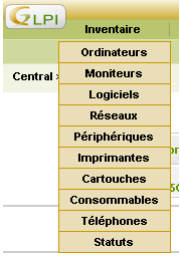 GLPI
Inventaire
Ordinateurs
Central
Moniteurs
Logiciels
Réseaux
Périphériques
Imprimantes
Cartouches
Consommables
Téléphones
Statuts